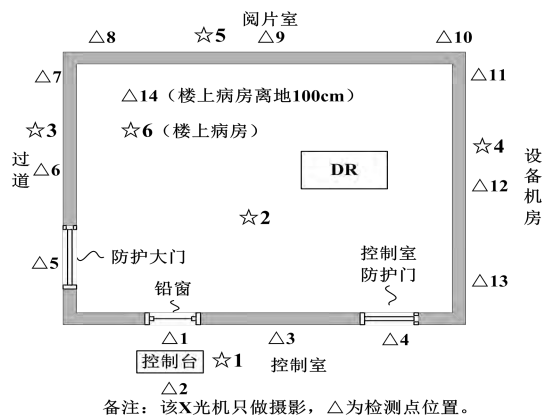 阅片室
△8 ☆5 △9 △10
△7 △11
△14（楼上病房离地100cm）
☆3 ☆6（楼上病房） ☆4
过道
△6 DR △12
设备机房
☆2
△5 防护大门 控制室防护门
铅窗 △13
△1 △3 △4
控制台 ☆1 控制室
△2
备注：该X光机只做摄影，△为检测点位置。